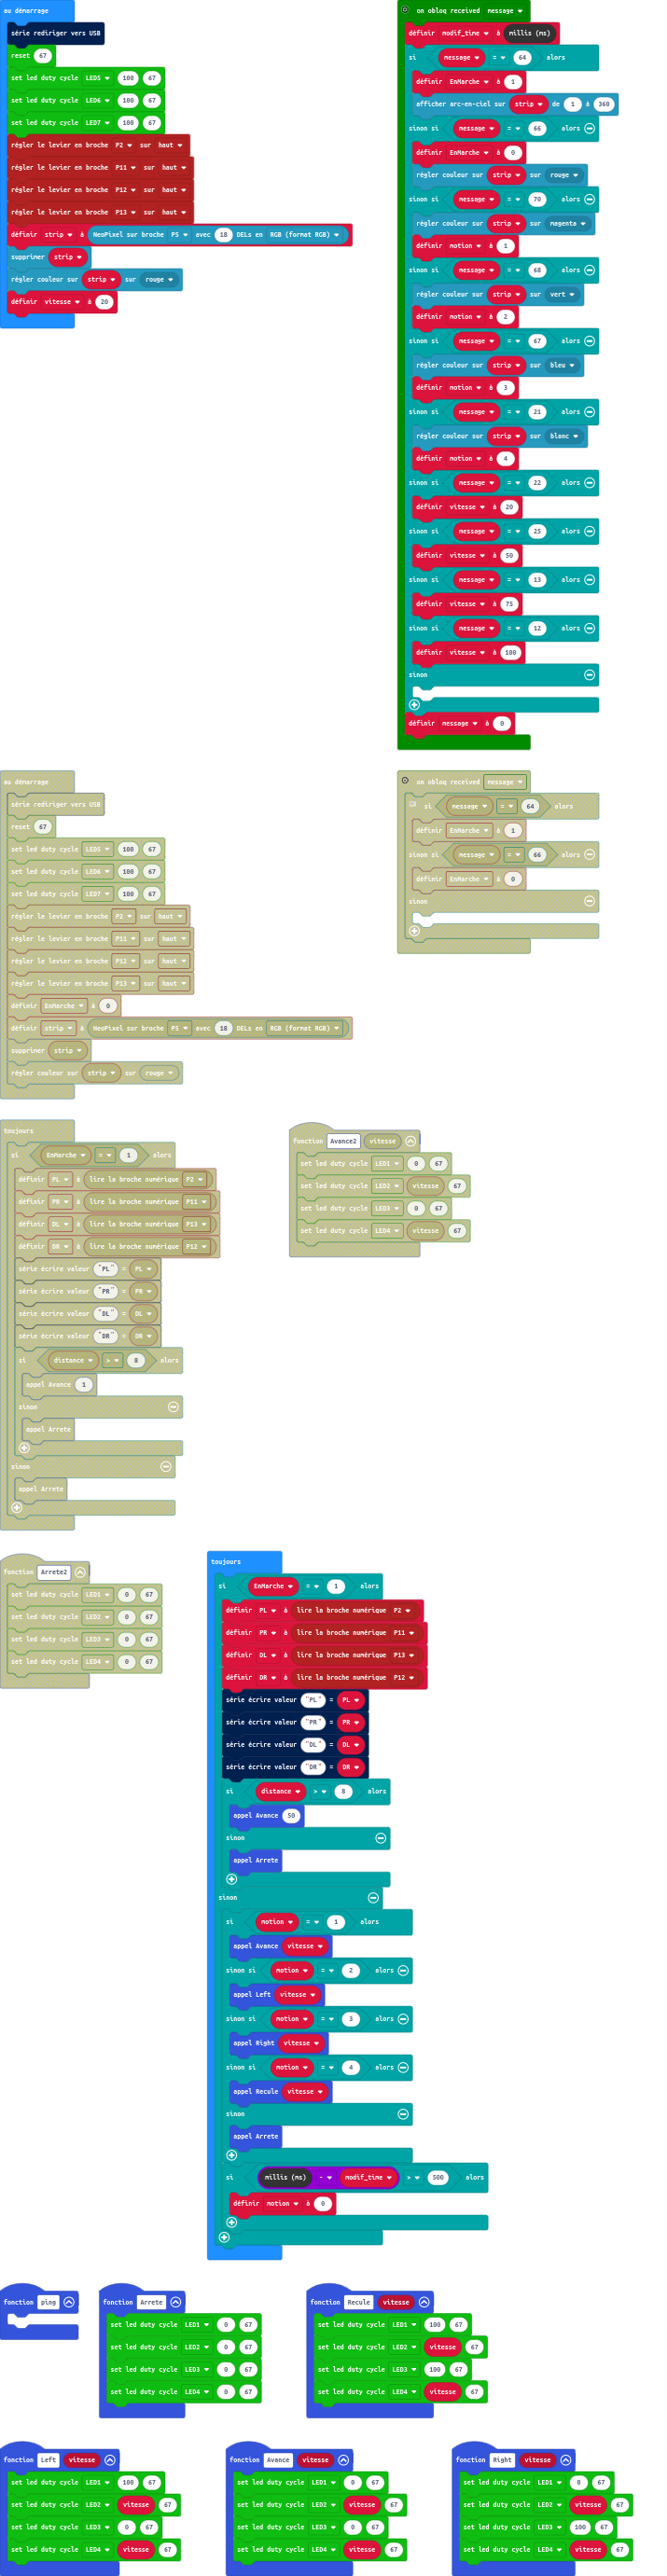 au démarrage
série rediriger vers USB
reset 67
set led duty cycle LED5 100 67
set led duty cycle LED6 100 67
set led duty cycle LED7 100 67
régler le levier en broche P2 sur haut
régler le levier en broche P11 sur haut
régler le levier en broche P12 sur haut
régler le levier en broche P13 sur haut
définir strip à NeoPixel sur broche P5 avec 18 DELs en RGB (format RGB)
supprimer strip
régler couleur sur strip sur rouge
définir vitesse à 20
on obloq received message
définir modif_time à millis (ms)
si message = 64 alors
définir EnMarche à 1
afficher arc-en-ciel sur strip de 1 à 360
sinon si message = 66 alors
définir EnMarche à 0
régler couleur sur strip sur rouge
sinon si message = 70 alors
régler couleur sur strip sur magenta
définir motion à 1
sinon si message = 68 alors
régler couleur sur strip sur vert
définir motion à 2
sinon si message = 67 alors
régler couleur sur strip sur bleu
définir motion à 3
sinon si message = 21 alors
régler couleur sur strip sur blanc
définir motion à 4
sinon si message = 22 alors
définir vitesse à 20
sinon si message = 25 alors
définir vitesse à 50
sinon si message = 13 alors
définir vitesse à 75
sinon si message = 12 alors
définir vitesse à 100
sinon
définir message à 0
au démarrage
série rediriger vers USB
reset 67
set led duty cycle LED5 100 67
set led duty cycle LED6 100 67
set led duty cycle LED7 100 67
régler le levier en broche P2 sur haut
régler le levier en broche P11 sur haut
régler le levier en broche P12 sur haut
régler le levier en broche P13 sur haut
définir EnMarche à 0
définir strip à NeoPixel sur broche P5 avec 18 DELs en RGB (format RGB)
supprimer strip
régler couleur sur strip sur rouge
on obloq received message
si message = 64 alors
définir EnMarche à 1
sinon si message = 66 alors
définir EnMarche à 0
sinon
toujours
si EnMarche = 1 alors
définir PL à lire la broche numérique P2
définir PR à lire la broche numérique P11
définir DL à lire la broche numérique P13
définir DR à lire la broche numérique P12
série écrire valeur "PL" = PL
série écrire valeur "PR" = PR
série écrire valeur "DL" = DL
série écrire valeur "DR" = DR
si distance > 8 alors
appel Avance 1
sinon
appel Arrete
sinon
appel Arrete
fonction Avance2 vitesse
set led duty cycle LED1 0 67
set led duty cycle LED2 vitesse 67
set led duty cycle LED3 0 67
set led duty cycle LED4 vitesse 67
fonction Arrete2
set led duty cycle LED1 0 67
set led duty cycle LED2 0 67
set led duty cycle LED3 0 67
set led duty cycle LED4 0 67
toujours
si EnMarche = 1 alors
définir PL à lire la broche numérique P2
définir PR à lire la broche numérique P11
définir DL à lire la broche numérique P13
définir DR à lire la broche numérique P12
série écrire valeur "PL" = PL
série écrire valeur "PR" = PR
série écrire valeur "DL" = DL
série écrire valeur "DR" = DR
si distance > 8 alors
appel Avance 50
sinon
appel Arrete
sinon
si motion = 1 alors
appel Avance vitesse
sinon si motion = 2 alors
appel Left vitesse
sinon si motion = 3 alors
appel Right vitesse
sinon si motion = 4 alors
appel Recule vitesse
sinon
appel Arrete
si millis (ms) - modif_time > 500 alors
définir motion à 0
fonction ping
fonction Arrete
set led duty cycle LED1 0 67
set led duty cycle LED2 0 67
set led duty cycle LED3 0 67
set led duty cycle LED4 0 67
fonction Recule vitesse
set led duty cycle LED1 100 67
set led duty cycle LED2 vitesse 67
set led duty cycle LED3 100 67
set led duty cycle LED4 vitesse 67
fonction Left vitesse
set led duty cycle LED1 100 67
set led duty cycle LED2 vitesse 67
set led duty cycle LED3 0 67
set led duty cycle LED4 vitesse 67
fonction Avance vitesse
set led duty cycle LED1 0 67
set led duty cycle LED2 vitesse 67
set led duty cycle LED3 0 67
set led duty cycle LED4 vitesse 67
fonction Right vitesse
set led duty cycle LED1 0 67
set led duty cycle LED2 vitesse 67
set led duty cycle LED3 100 67
set led duty cycle LED4 vitesse 67